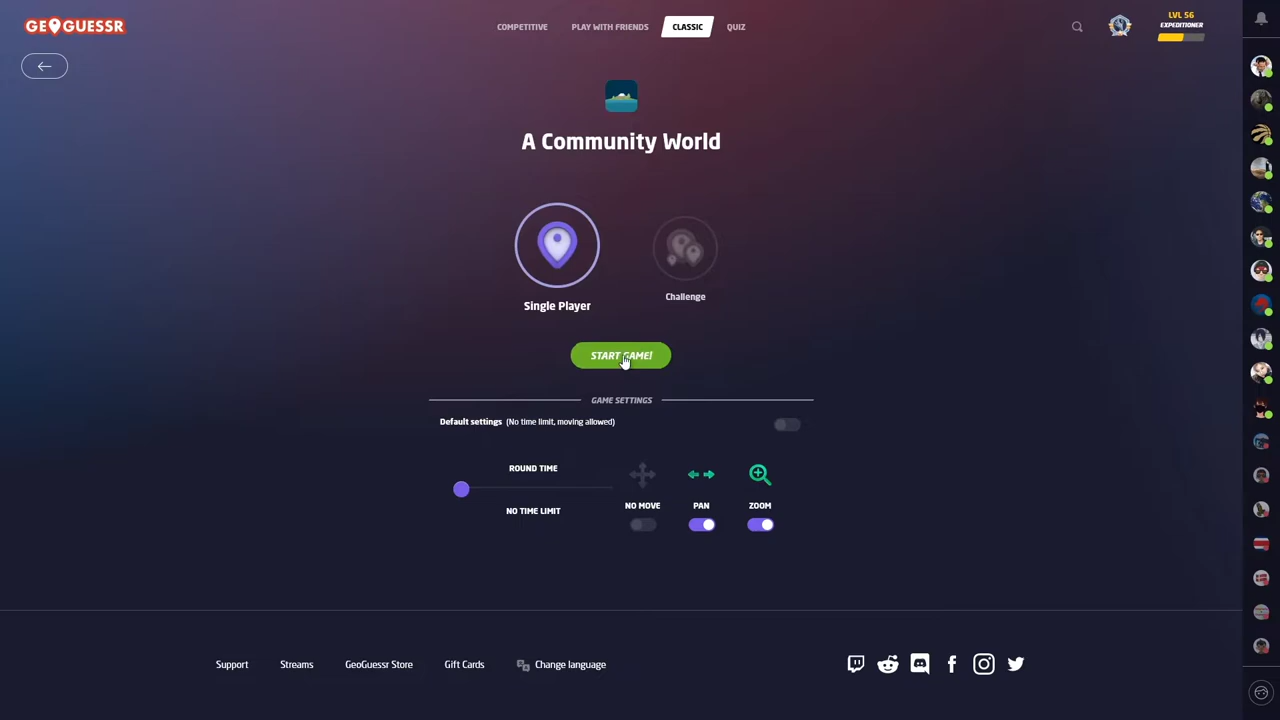 GEOGUESSR
COMPETITIVE
PLAY WITH FRIENDS
CLASSIC
QUIZ
LVL 56
EXPEDITIONER
A Community World
Single Player
Challenge
START GAME!
GAME SETTINGS
Default settings (No time limit, moving allowed)
ROUND TIME
NO TIME LIMIT
NO MOVE
PAN
ZOOM
Support
Streams
GeoGuessr Store
Gift Cards
Change language